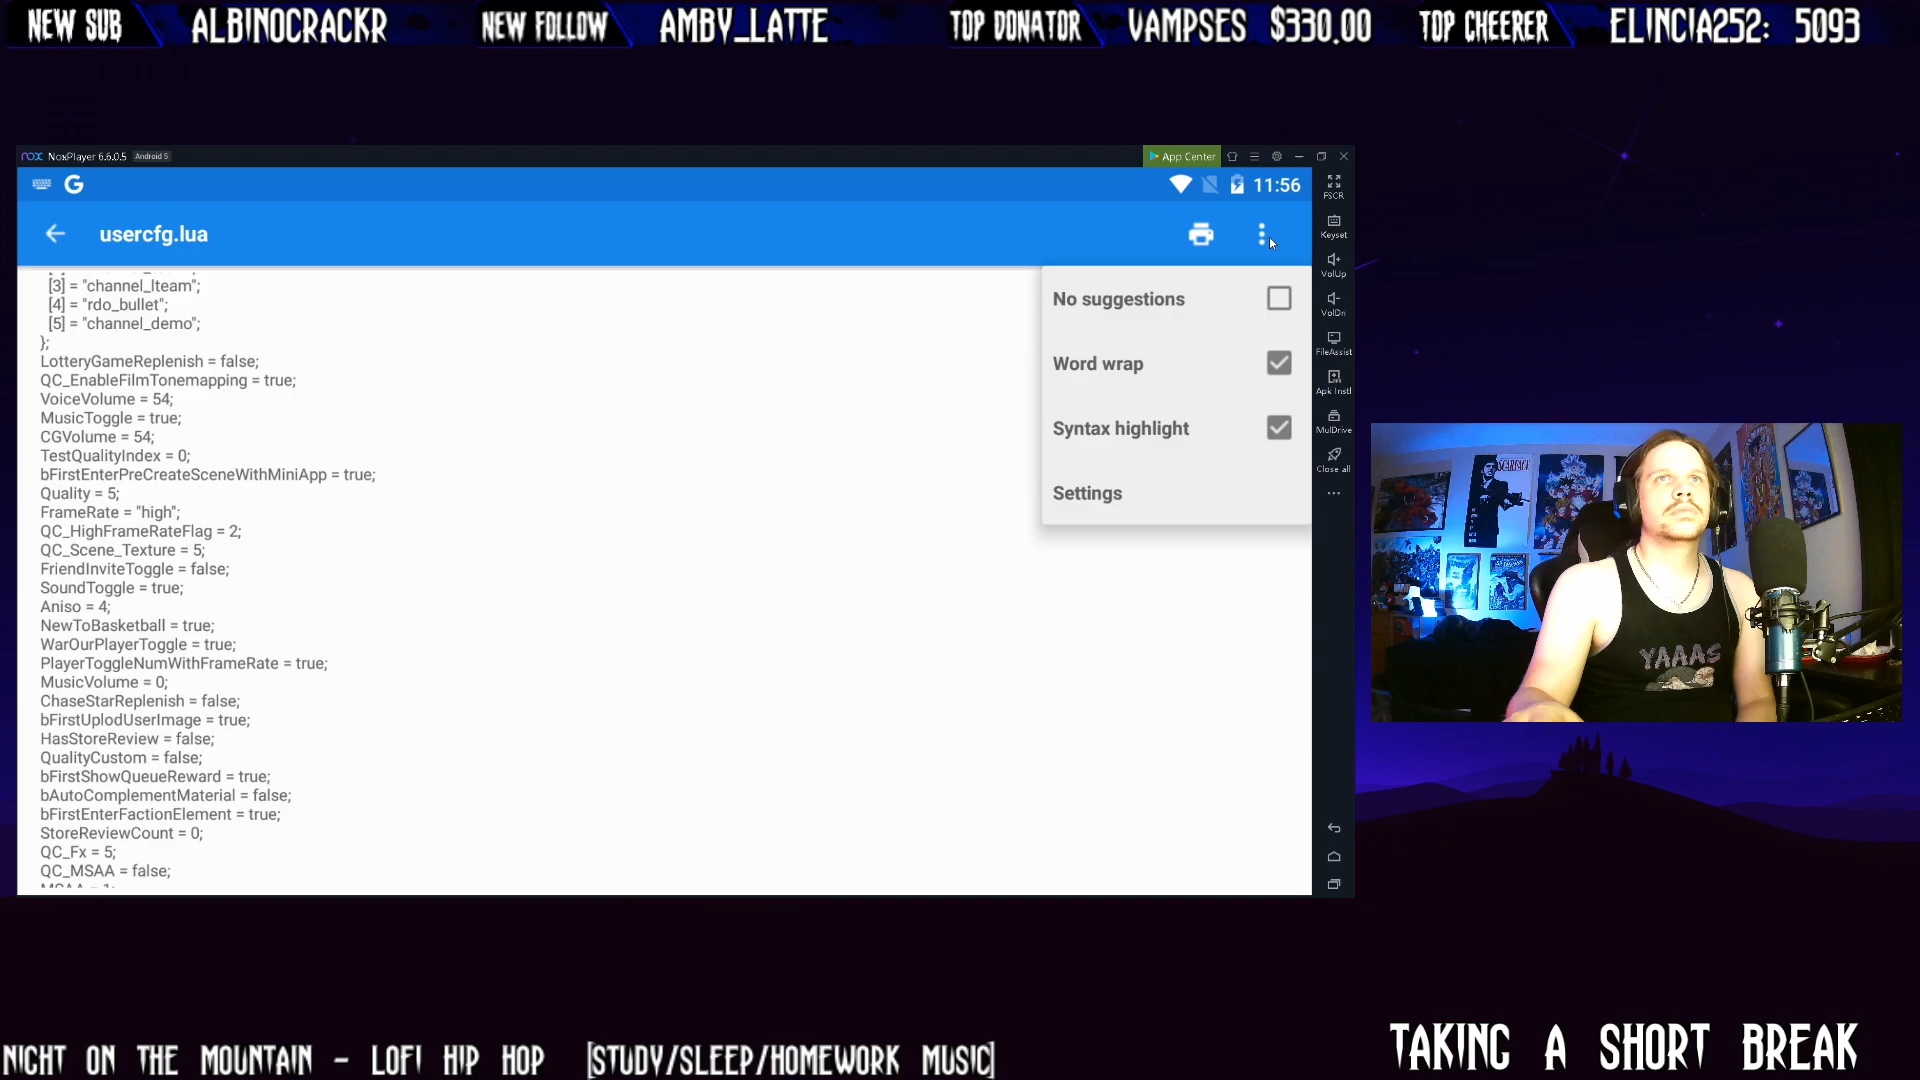 NEW SUB ALBINOCRACKR NEW FOLLOW AMBY_LATTE TOP DONATOR VAMPSES $330.00 TOP CHEERER ELINCIA252: 5093
nox NoxPlayer 6.6.0.5 Android 5 App Center
G 11:56
usercfg.lua
[3] = "channel_lteam";
[4] = "rdo_bullet";
[5] = "channel_demo";
};
LotteryGameReplenish = false;
QC_EnableFilmTonemapping = true;
VoiceVolume = 54;
MusicToggle = true;
CGVolume = 54;
TestQualityIndex = 0;
bFirstEnterPreCreateSceneWithMiniApp = true;
Quality = 5;
FrameRate = "high";
QC_HighFrameRateFlag = 2;
QC_Scene_Texture = 5;
FriendInviteToggle = false;
SoundToggle = true;
Aniso = 4;
NewToBasketball = true;
WarOurPlayerToggle = true;
PlayerToggleNumWithFrameRate = true;
MusicVolume = 0;
ChaseStarReplenish = false;
bFirstUplodUserImage = true;
HasStoreReview = false;
QualityCustom = false;
bFirstShowQueueReward = true;
bAutoComplementMaterial = false;
bFirstEnterFactionElement = true;
StoreReviewCount = 0;
QC_Fx = 5;
QC_MSAA = false;
No suggestions
Word wrap
Syntax highlight
Settings
FSCR
Keyset
VolUp
VolDn
FileAssist
Apk Instl
MulDrive
Close all
SCARFACE
YAAAS
NIGHT ON THE MOUNTAIN - LOFI HIP HOP [STUDY/SLEEP/HOMEWORK MUSIC]
TAKING A SHORT BREAK